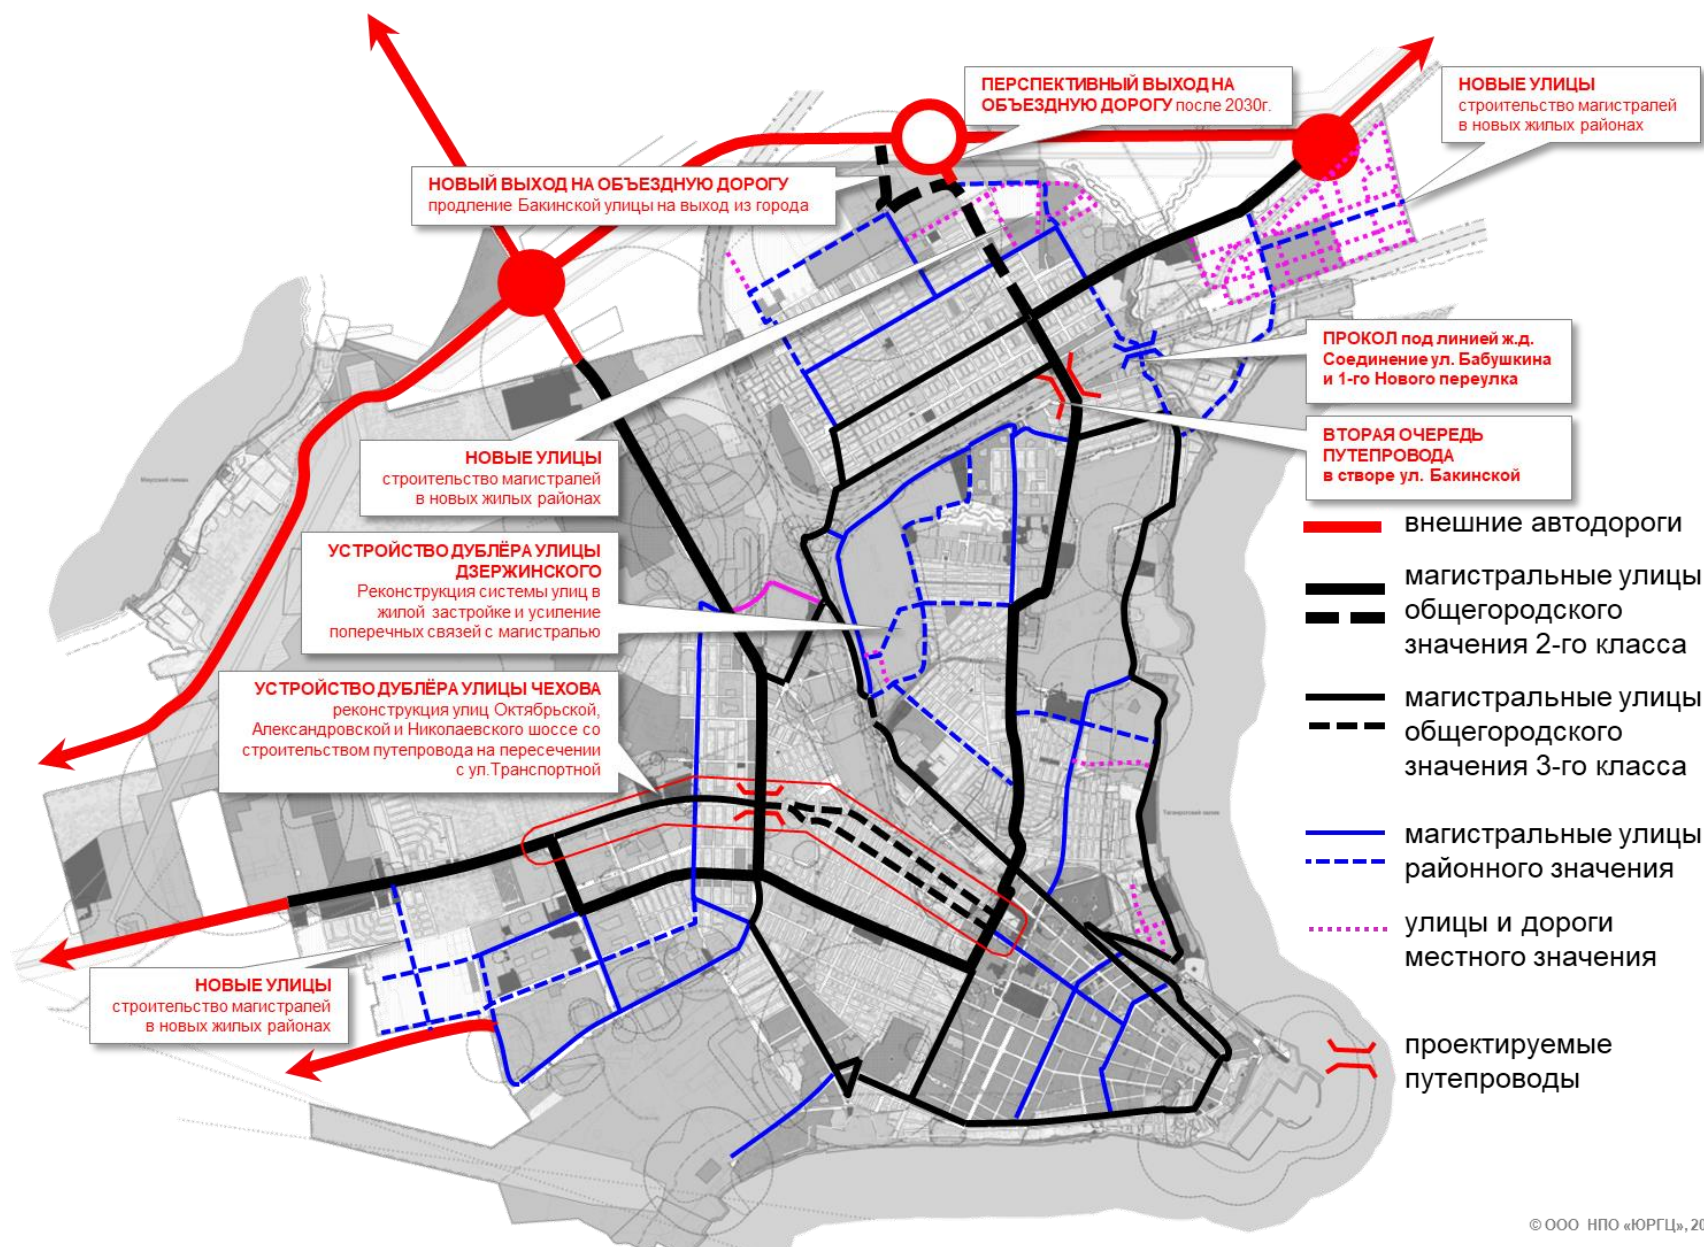 ПЕРСПЕКТИВНЫЙ ВЫХОД НА
ОБЪЕЗДНУЮ ДОРОГУ после 2030г.
НОВЫЕ УЛИЦЫ
строительство магистралей
в новых жилых районах
НОВЫЙ ВЫХОД НА ОБЪЕЗДНУЮ ДОРОГУ
продление Бакинской улицы на выход из города
ПРОКОЛ под линией ж.д.
Соединение ул. Бабушкина
и 1-го Нового переулка
ВТОРАЯ ОЧЕРЕДЬ
ПУТЕПРОВОДА
в створе ул. Бакинской
НОВЫЕ УЛИЦЫ
строительство магистралей
в новых жилых районах
УСТРОЙСТВО ДУБЛЁРА УЛИЦЫ
ДЗЕРЖИНСКОГО
Реконструкция системы улиц в
жилой застройке и усиление
поперечных связей с магистралью
УСТРОЙСТВО ДУБЛЁРА УЛИЦЫ ЧЕХОВА
реконструкция улиц Октябрьской,
Александровской и Николаевского шоссе со
строительством путепровода на пересечении
с ул.Транспортной
НОВЫЕ УЛИЦЫ
строительство магистралей
в новых жилых районах
Миусский лиман
Таганрогский залив
внешние автодороги
магистральные улицы
общегородского
значения 2-го класса
магистральные улицы
общегородского
значения 3-го класса
магистральные улицы
районного значения
улицы и дороги
местного значения
проектируемые
путепроводы
© ООО НПО «ЮРГЦ», 20